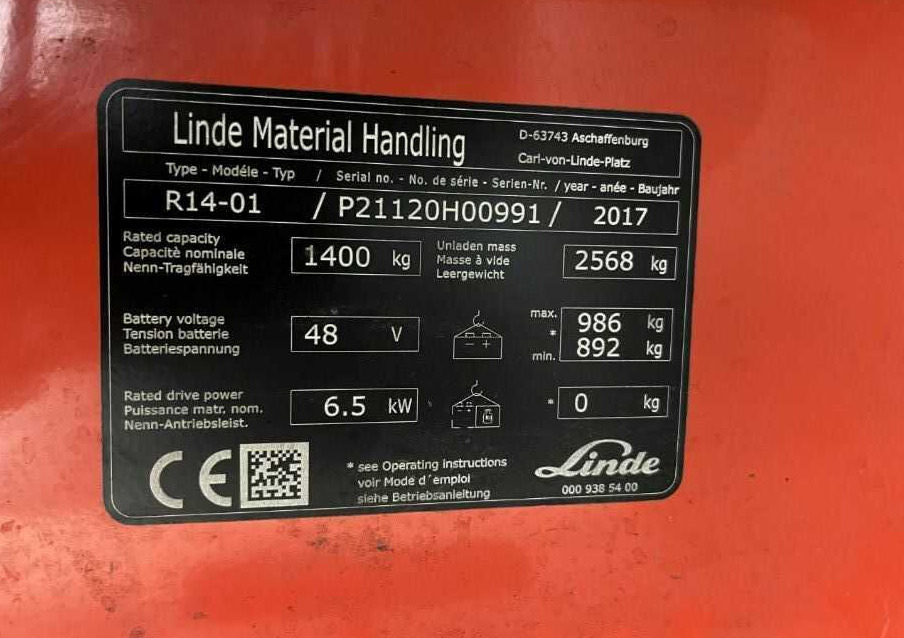 Linde Material Handling
D-63743 Aschaffenburg
Carl-von-Linde-Platz
Type - Modéle - Typ / Serial no. - No. de série - Serien-Nr. / year - anée - Baujahr
R14-01 / P21120H00991 / 2017
Rated capacity
Capacitè nominale
Nenn-Tragfähigkeit
1400 kg
Unladen mass
Masse à vide
Leergewicht
2568 kg
Battery voltage
Tension batterie
Batteriespannung
48 V
- +
max. 986 kg
*
min. 892 kg
Rated drive power
Puissance matr. nom.
Nenn-Antriebsleist.
6.5 kW
* 0 kg
CE
* see Operating instructions
voir Mode d´emploi
siehe Betriebsanleitung
Linde
000 938 54 00